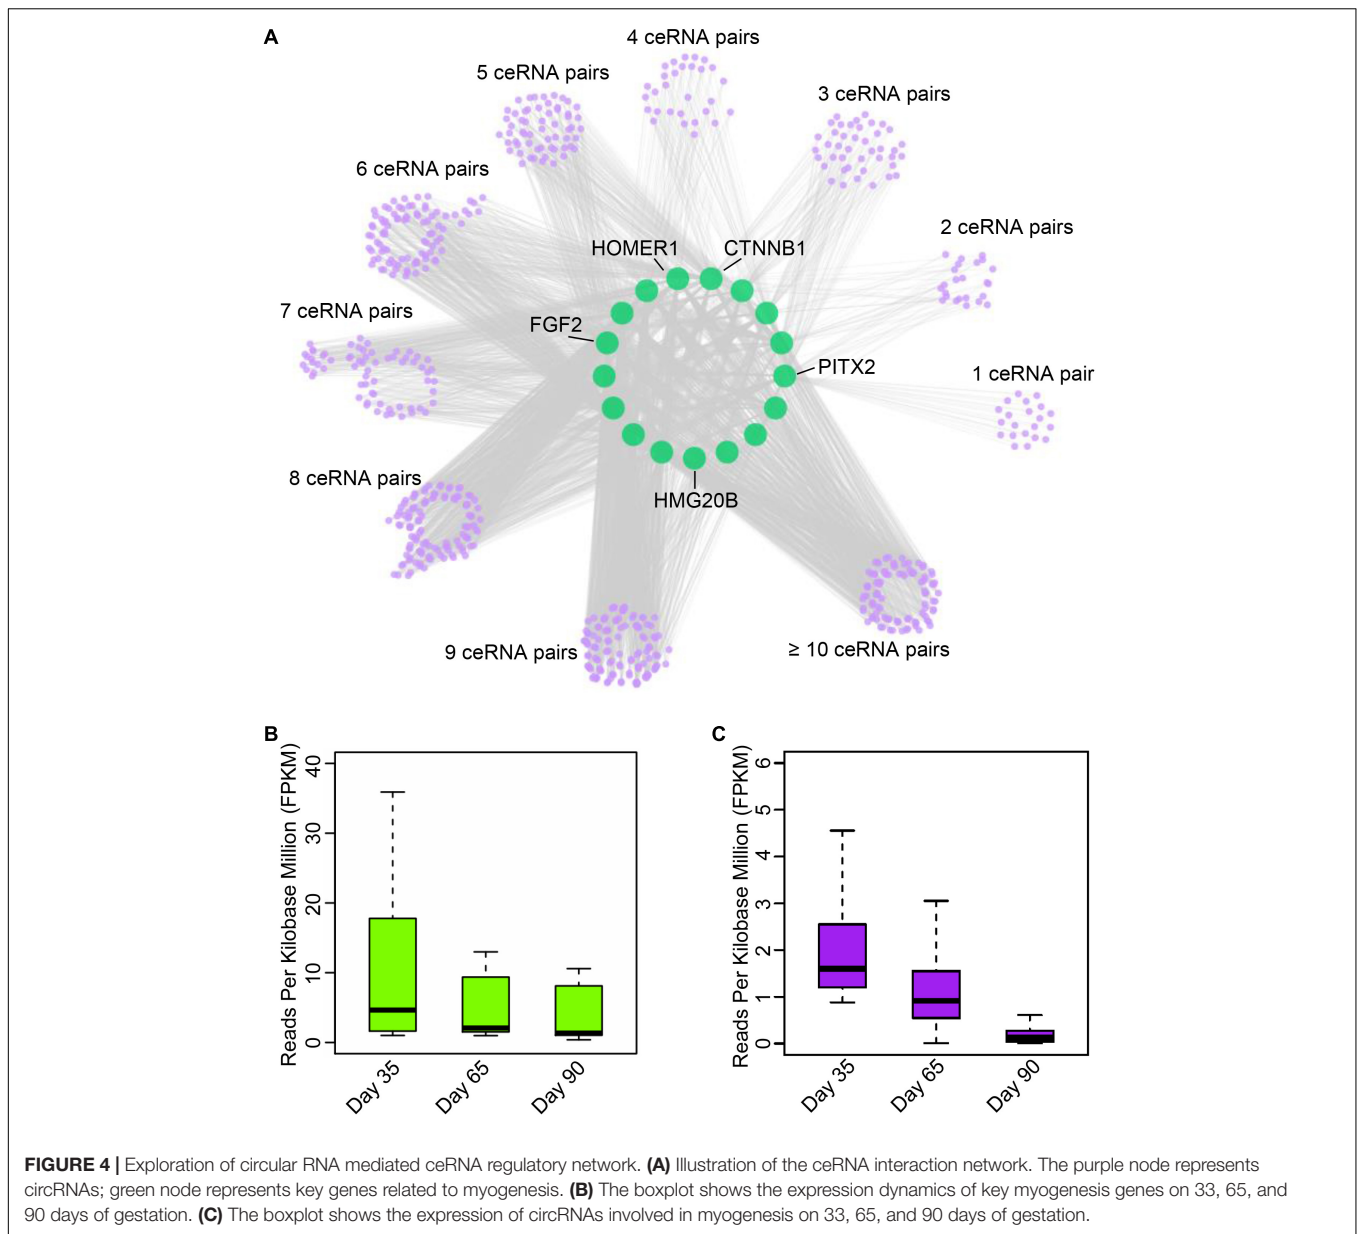 A
4 ceRNA pairs
5 ceRNA pairs
3 ceRNA pairs
6 ceRNA pairs
2 ceRNA pairs
HOMER1
CTNNB1
7 ceRNA pairs
FGF2
PITX2
1 ceRNA pair
8 ceRNA pairs
HMG20B
9 ceRNA pairs
≥ 10 ceRNA pairs
B
Reads Per Kilobase Million (FPKM)
40
30
20
10
0
Day 35
Day 65
Day 90
C
Reads Per Kilobase Million (FPKM)
6
5
4
3
2
1
0
Day 35
Day 65
Day 90
FIGURE 4 | Exploration of circular RNA mediated ceRNA regulatory network. (A) Illustration of the ceRNA interaction network. The purple node represents
circRNAs; green node represents key genes related to myogenesis. (B) The boxplot shows the expression dynamics of key myogenesis genes on 33, 65, and
90 days of gestation. (C) The boxplot shows the expression of circRNAs involved in myogenesis on 33, 65, and 90 days of gestation.